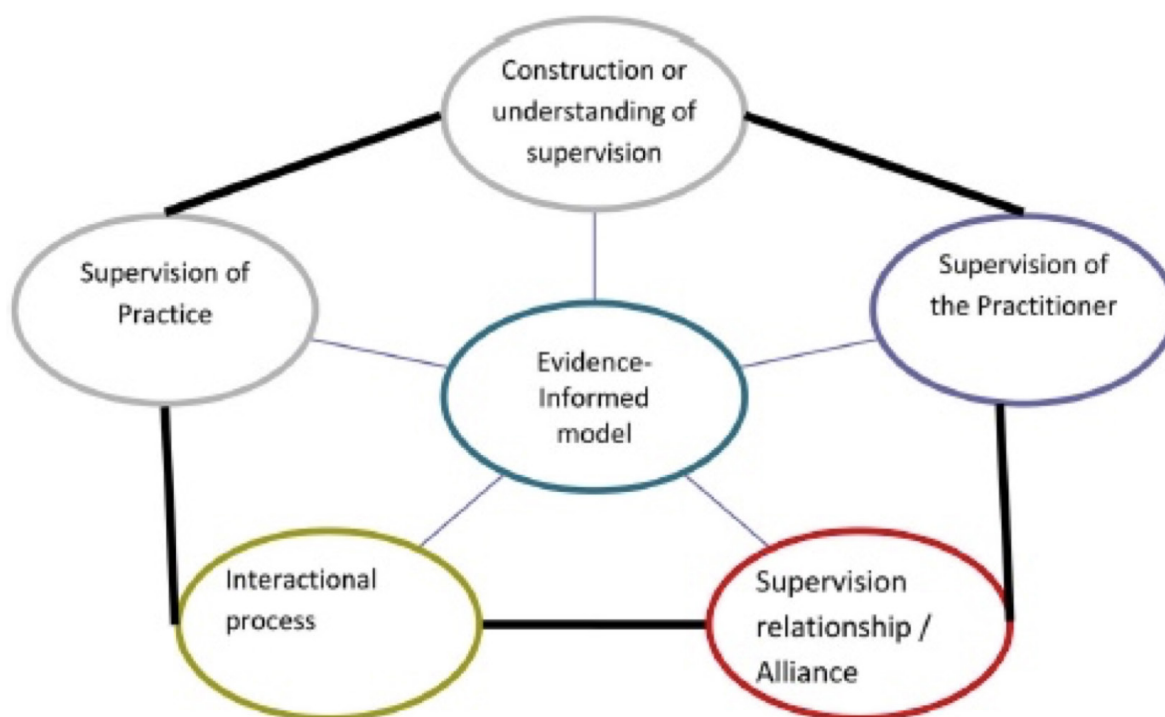 Construction or
understanding of
supervision
Supervision of
Practice
Supervision of
the Practitioner
Evidence-
Informed
model
Interactional
process
Supervision
relationship /
Alliance